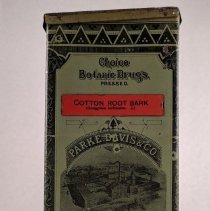 Choice
Botanic Drugs,
PRESSED.
COTTON ROOT BARK
PARKE, DAVIS & CO.